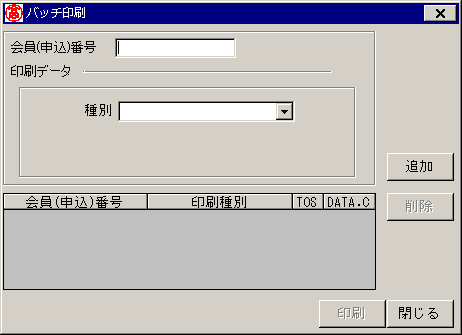 バッチ印刷
会員(申込)番号
印刷データ
種別
追加
会員(申込)番号 印刷種別 TOS DATA.C
削除
印刷 閉じる